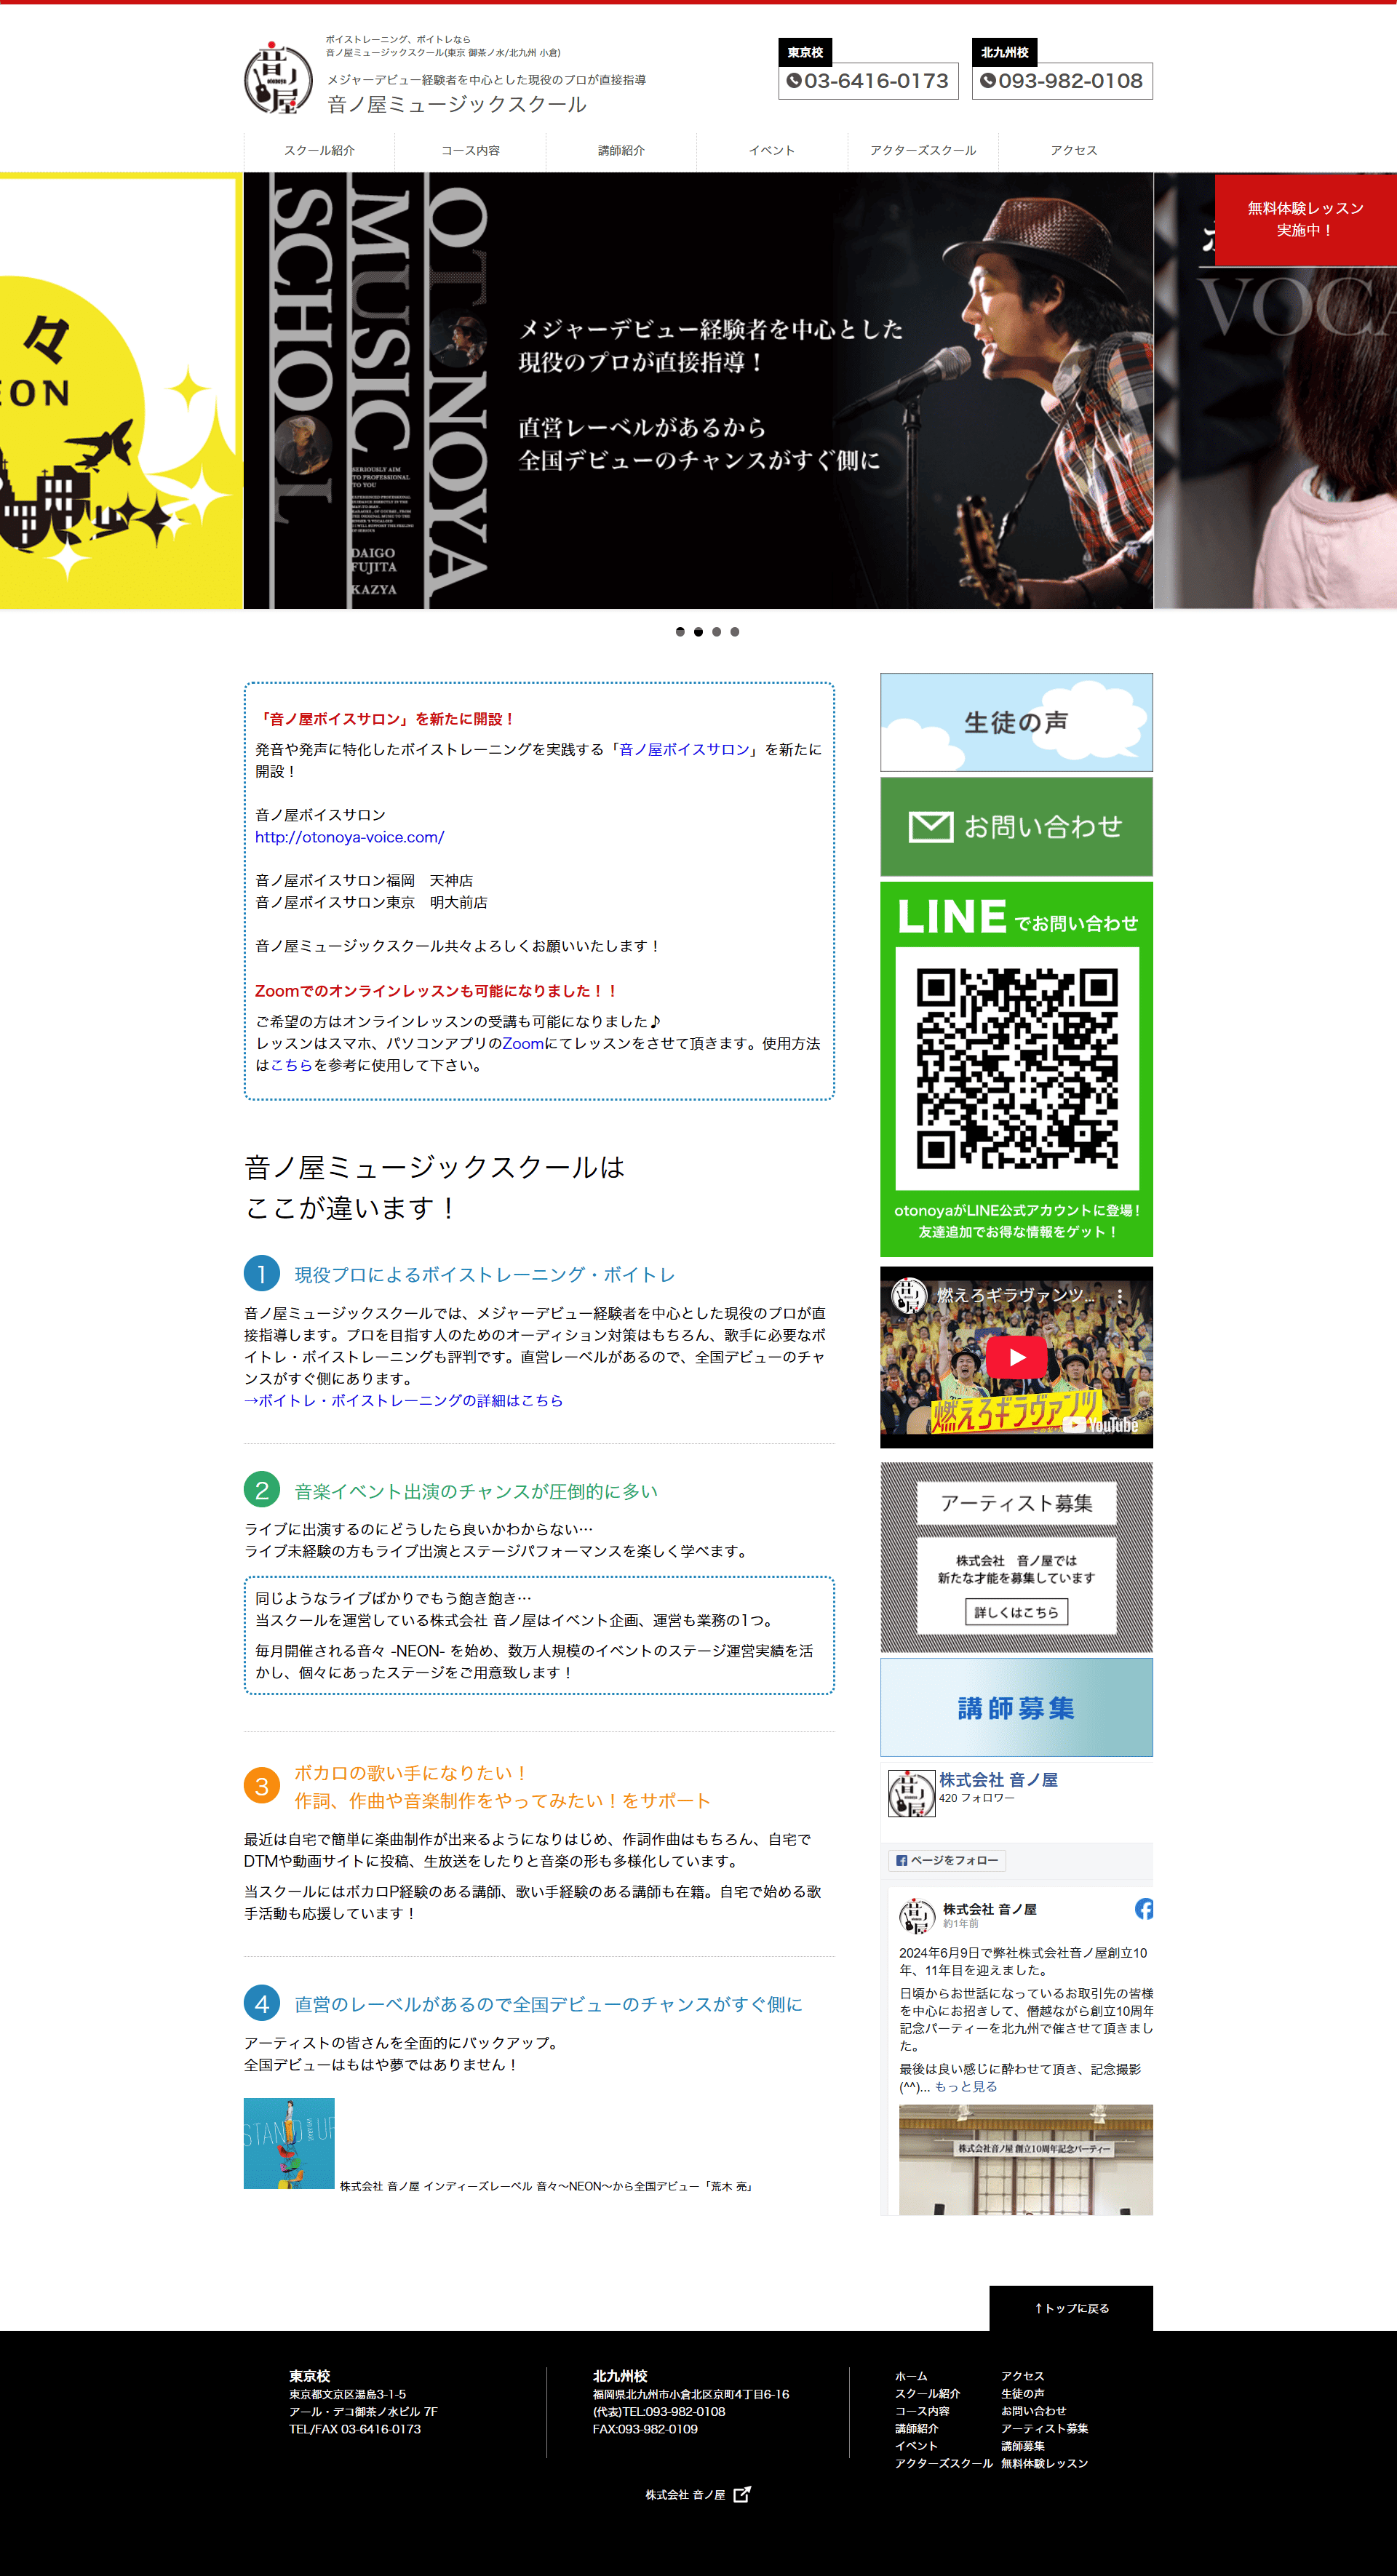 ボイストレーニング、ボイトレなら
音ノ屋ミュージックスクール(東京 御茶ノ水/北九州 小倉)
メジャーデビュー経験者を中心とした現役のプロが直接指導
音ノ屋ミュージックスクール
音ノ屋
otonoya
東京校
03-6416-0173
北九州校
093-982-0108
スクール紹介
コース内容
講師紹介
イベント
アクターズスクール
アクセス
無料体験レッスン
実施中！
々
EON
OTONOYA
MUSIC
SCHOOL
SERIOUSLY AIM
TO PROFESSIONAL
TO YOU
DAIGO
FUJITA
KAZYA
メジャーデビュー経験者を中心とした
現役のプロが直接指導！
直営レーベルがあるから
全国デビューのチャンスがすぐ側に
VOCA
「音ノ屋ボイスサロン」を新たに開設！
発音や発声に特化したボイストレーニングを実践する「音ノ屋ボイスサロン」を新たに
開設！
音ノ屋ボイスサロン
http://otonoya-voice.com/
音ノ屋ボイスサロン福岡　天神店
音ノ屋ボイスサロン東京　明大前店
音ノ屋ミュージックスクール共々よろしくお願いいたします！
Zoomでのオンラインレッスンも可能になりました！！
ご希望の方はオンラインレッスンの受講も可能になりました♪
レッスンはスマホ、パソコンアプリのZoomにてレッスンをさせて頂きます。使用方法
はこちらを参考に使用して下さい。
音ノ屋ミュージックスクールは
ここが違います！
1 現役プロによるボイストレーニング・ボイトレ
音ノ屋ミュージックスクールでは、メジャーデビュー経験者を中心とした現役のプロが直
接指導します。プロを目指す人のためのオーディション対策はもちろん、歌手に必要なボ
イトレ・ボイストレーニングも評判です。直営レーベルがあるので、全国デビューのチャ
ンスがすぐ側にあります。
→ボイトレ・ボイストレーニングの詳細はこちら
2 音楽イベント出演のチャンスが圧倒的に多い
ライブに出演するのにどうしたら良いかわからない…
ライブ未経験の方もライブ出演とステージパフォーマンスを楽しく学べます。
同じようなライブばかりでもう飽き飽き…
当スクールを運営している株式会社 音ノ屋はイベント企画、運営も業務の1つ。
毎月開催される音々 -NEON- を始め、数万人規模のイベントのステージ運営実績を活
かし、個々にあったステージをご用意致します！
3 ボカロの歌い手になりたい！
作詞、作曲や音楽制作をやってみたい！をサポート
最近は自宅で簡単に楽曲制作が出来るようになりはじめ、作詞作曲はもちろん、自宅で
DTMや動画サイトに投稿、生放送をしたりと音楽の形も多様化しています。
当スクールにはボカロP経験のある講師、歌い手経験のある講師も在籍。自宅で始める歌
手活動も応援しています！
4 直営のレーベルがあるので全国デビューのチャンスがすぐ側に
アーティストの皆さんを全面的にバックアップ。
全国デビューはもはや夢ではありません！
STAND UP
株式会社 音ノ屋 インディーズレーベル 音々～NEON～から全国デビュー「荒木 亮」
生徒の声
お問い合わせ
LINE でお問い合わせ
otonoyaがLINE公式アカウントに登場！
友達追加でお得な情報をゲット！
燃えろギラヴァンツ...
燃えろギラヴァンツ
YouTube
アーティスト募集
株式会社　音ノ屋では
新たな才能を募集しています
詳しくはこちら
講師募集
株式会社 音ノ屋
420 フォロワー
ページをフォロー
株式会社 音ノ屋
約1年前
2024年6月9日で弊社株式会社音ノ屋創立10
年、11年目を迎えました。
日頃からお世話になっているお取引先の皆様
を中心にお招きして、僭越ながら創立10周年
記念パーティーを北九州で催させて頂きまし
た。
最後は良い感じに酔わせて頂き、記念撮影
(^^)... もっと見る
株式会社音ノ屋 創立10周年記念パーティー
↑トップに戻る
東京校
東京都文京区湯島3-1-5
アール・デコ御茶ノ水ビル 7F
TEL/FAX 03-6416-0173
北九州校
福岡県北九州市小倉北区京町4丁目6-16
(代表)TEL:093-982-0108
FAX:093-982-0109
ホーム
スクール紹介
コース内容
講師紹介
イベント
アクターズスクール
アクセス
生徒の声
お問い合わせ
アーティスト募集
講師募集
無料体験レッスン
株式会社 音ノ屋